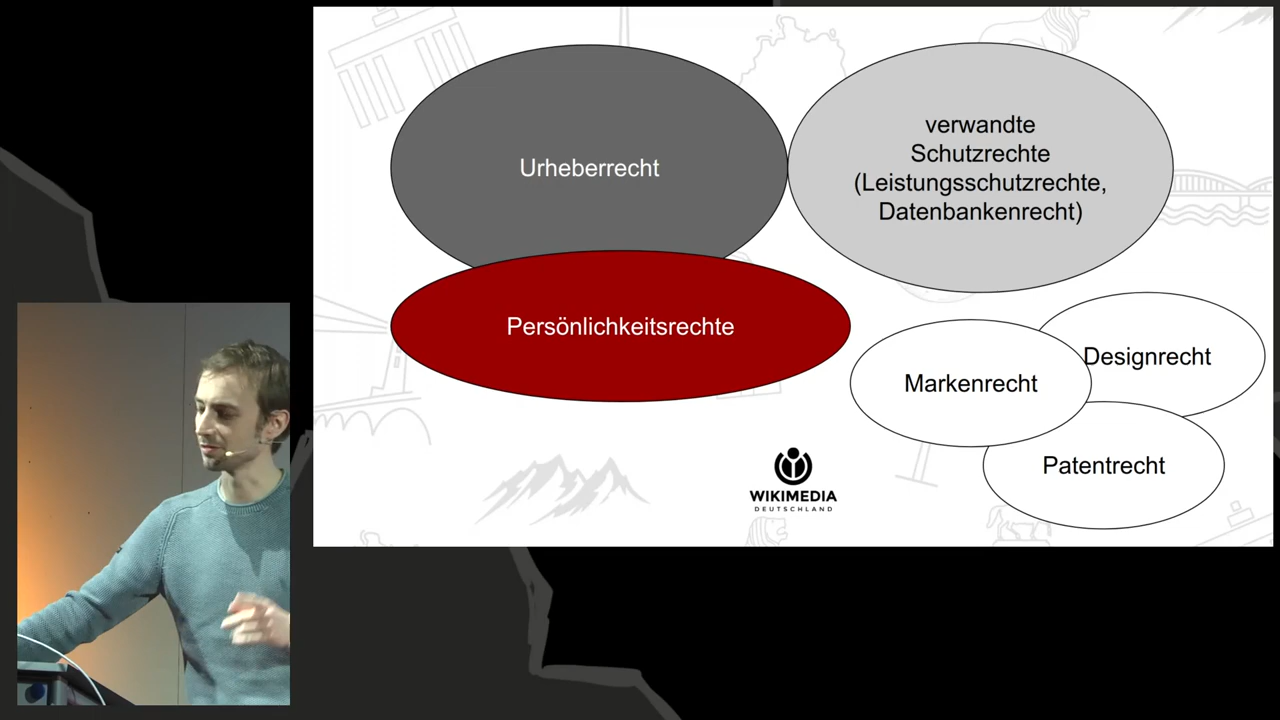 Urheberrecht
verwandte
Schutzrechte
(Leistungsschutzrechte,
Datenbankenrecht)
Persönlichkeitsrechte
Markenrecht
Designrecht
Patentrecht
WIKIMEDIA
DEUTSCHLAND